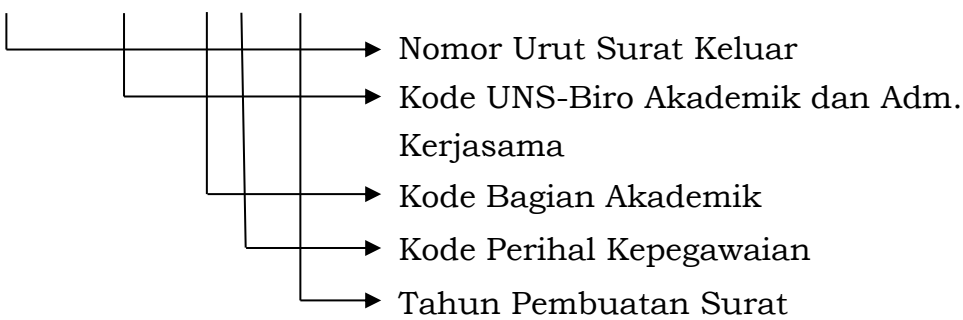 Nomor Urut Surat Keluar
Kode UNS-Biro Akademik dan Adm.
Kerjasama
Kode Bagian Akademik
Kode Perihal Kepegawaian
Tahun Pembuatan Surat